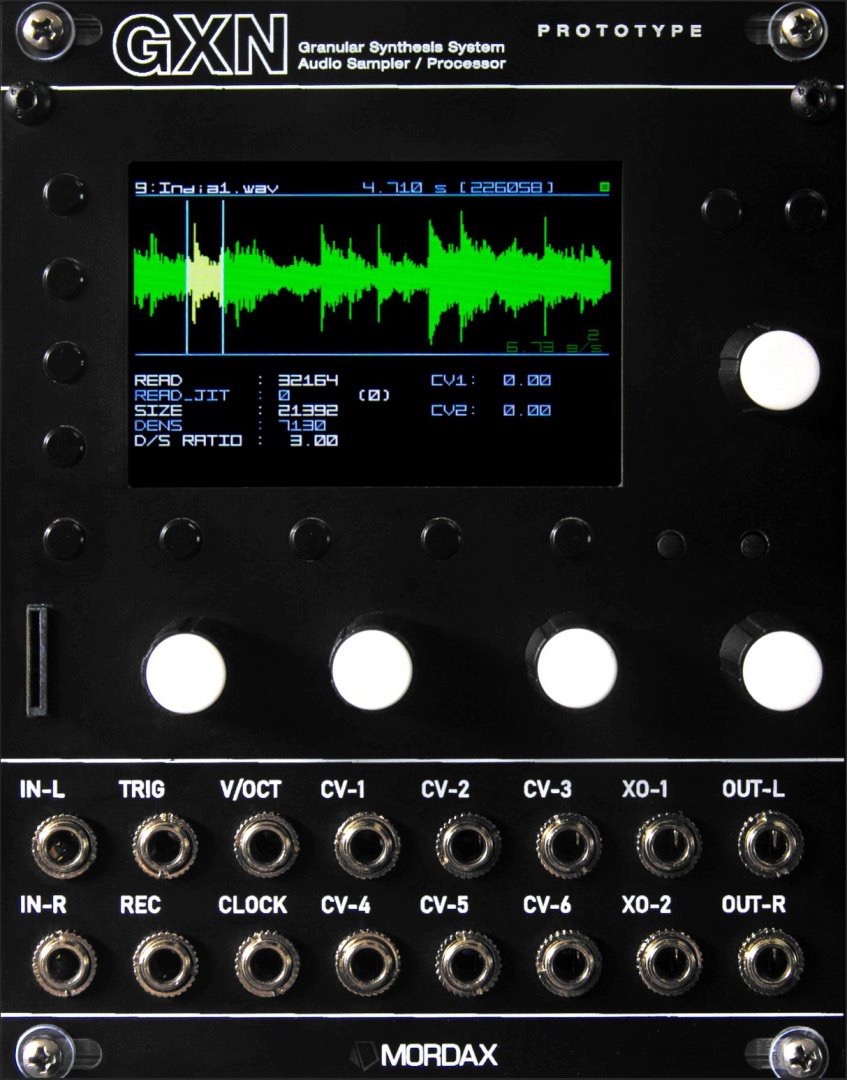 GXN
Granular Synthesis System
Audio Sampler / Processor
PROTOTYPE
9:India1.wav 4.710 s [226058]
2
6.73 g/s
READ : 32164 CV1: 0.00
READ_JIT : 0 (0)
SIZE : 21392 CV2: 0.00
DENS : 7130
D/S RATIO : 3.00
IN-L TRIG V/OCT CV-1 CV-2 CV-3 XO-1 OUT-L
IN-R REC CLOCK CV-4 CV-5 CV-6 XO-2 OUT-R
MORDAX